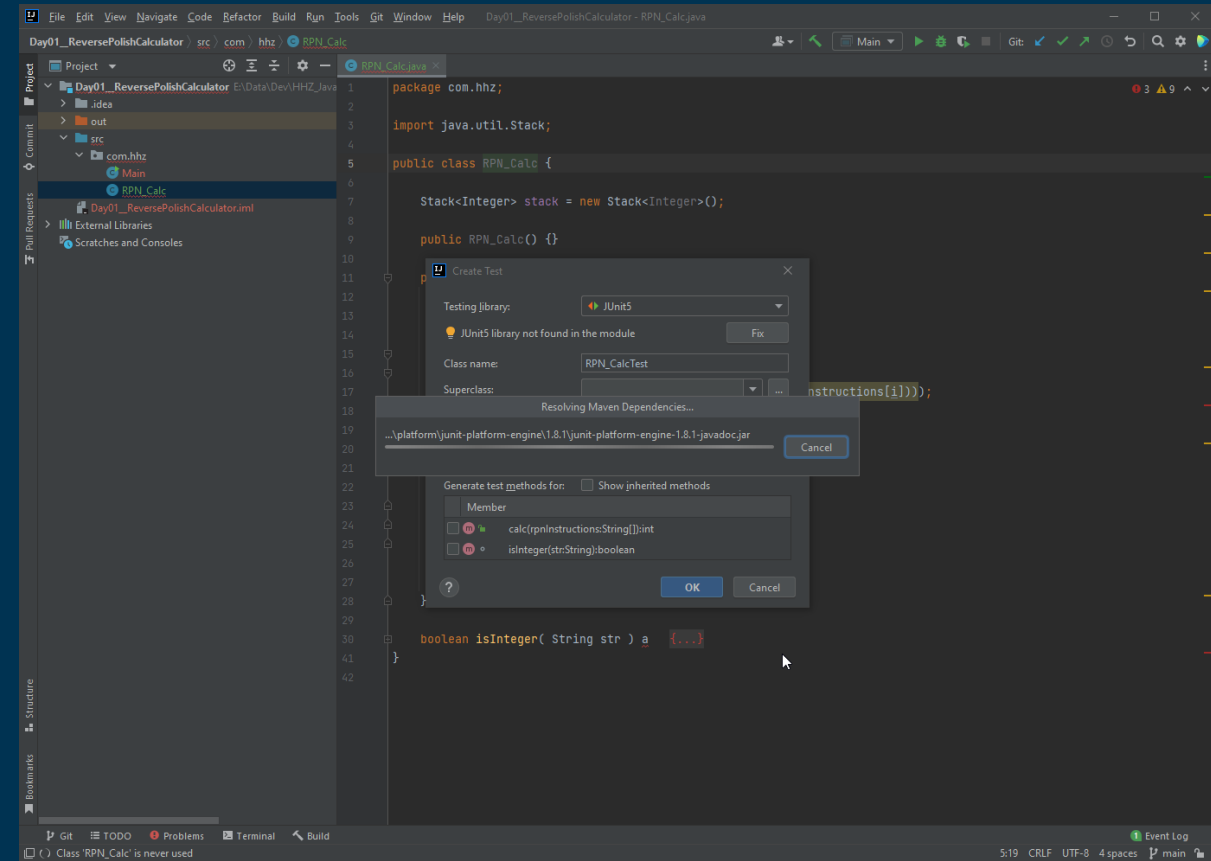 File Edit View Navigate Code Refactor Build Run Tools Git Window Help Day01__ReversePolishCalculator - RPN_Calc.java
Day01__ReversePolishCalculator src com hhz RPN_Calc
Main
Git:
Project
RPN_Calc.java
Project
Commit
Pull Requests
Structure
Bookmarks
Day01__ReversePolishCalculator E:\Data\Dev\HHZ_Java
.idea
out
src
com.hhz
Main
RPN_Calc
Day01__ReversePolishCalculator.iml
External Libraries
Scratches and Consoles
3 9
1 package com.hhz;
2
3 import java.util.Stack;
4
5 public class RPN_Calc {
6
7 Stack<Integer> stack = new Stack<Integer>();
8
9 public RPN_Calc() {}
10
11 p
12
13
14
15
16
17 nstructions[i]));
18
19
20
21
22
23
24
25
26
27
28 }
29
30 boolean isInteger( String str ) a {...}
41 }
42
Create Test
Testing library: JUnit5
JUnit5 library not found in the module Fix
Class name: RPN_CalcTest
Superclass: ...
Resolving Maven Dependencies...
...\platform\junit-platform-engine\1.8.1\junit-platform-engine-1.8.1-javadoc.jar
Cancel
Generate test methods for: Show inherited methods
Member
m calc(rpnInstructions:String[]):int
m isInteger(str:String):boolean
? OK Cancel
Git TODO Problems Terminal Build 1 Event Log
Class 'RPN_Calc' is never used 5:19 CRLF UTF-8 4 spaces main